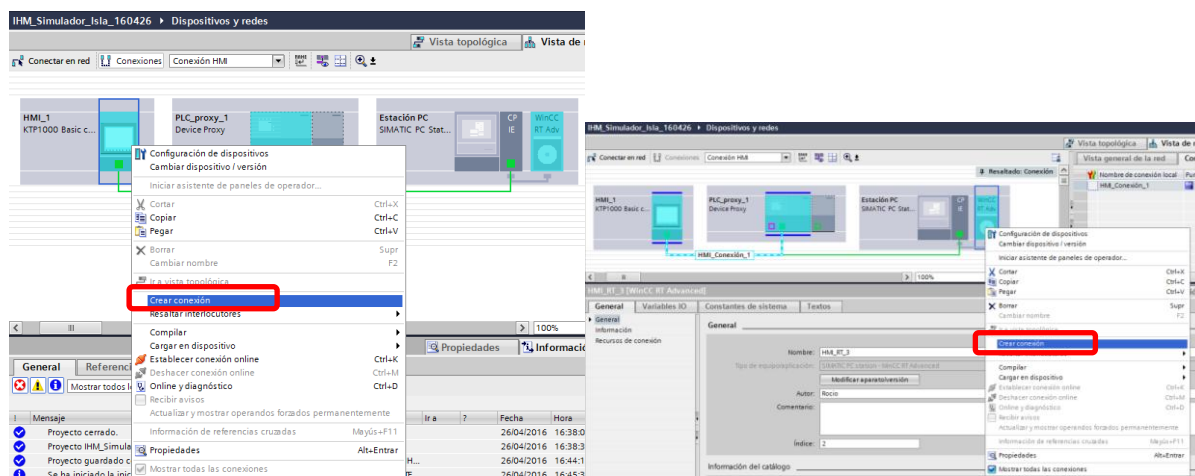 IHM_Simulador_Isla_160426 ▸ Dispositivos y redes
Vista topológica
Vista de
Conectar en red
Conexiones
Conexión HMI
HMI_1
KTP1000 Basic c...
PLC_proxy_1
Device Proxy
Estación PC
SIMATIC PC Stat...
CP
IE
WinCC
RT Adv
Configuración de dispositivos
Cambiar dispositivo / versión
Iniciar asistente de paneles de operador...
Cortar Ctrl+X
Copiar Ctrl+C
Pegar Ctrl+V
Borrar Supr
Cambiar nombre F2
Ir a vista topológica
Crear conexión
Resaltar interlocutores
Compilar
Cargar en dispositivo
Establecer conexión online Ctrl+K
Deshacer conexión online Ctrl+M
Online y diagnóstico Ctrl+D
Recibir avisos
Actualizar y mostrar operandos forzados permanentemente
Información de referencias cruzadas Mayús+F11
Propiedades Alt+Entrar
Mostrar todas las conexiones
100%
Propiedades
Informació
General
Referenc
Mostrar todos l
! Mensaje Ir a ? Fecha Hora
Proyecto cerrado. 26/04/2016 16:38:0
Proyecto IHM_Simula 26/04/2016 16:38:3
Proyecto guardado c H... 26/04/2016 16:44:1
Se ha iniciado la inic 26/04/2016 16:45:3
IHM_Simulador_Isla_160426 ▸ Dispositivos y redes
Vista topológica
Vista de r
Conectar en red
Conexiones
Conexión HMI
Vista general de la red
Co
Resaltado: Conexión
Nombre de conexión local Pun
HMI_Conexión_1
HMI_1
KTP1000 Basic c...
PLC_proxy_1
Device Proxy
Estación PC
SIMATIC PC Stat...
CP
IE
WinCC
RT Adv
HMI_Conexión_1
100%
HMI_RT_3 [WinCC RT Advanced]
General
Variables IO
Constantes de sistema
Textos
General
Información
Recursos de conexión
General
Nombre: HMI_RT_3
Tipo de equipo/aplicación: SIMATIC PC station - WinCC RT Advanced
Modificar aparato/versión
Autor: Rocio
Comentario:
Índice: 2
Información del catálogo
Configuración de dispositivos
Cambiar dispositivo / versión
Iniciar asistente de paneles de operador...
Cortar Ctrl+X
Copiar Ctrl+C
Pegar Ctrl+V
Borrar Supr
Cambiar nombre F2
Crear conexión
Compilar
Cargar en dispositivo
Establecer conexión online Ctrl+K
Deshacer conexión online Ctrl+M
Online y diagnóstico Ctrl+D
Recibir avisos
Actualizar y mostrar operandos forzados permanentemente
Información de referencias cruzadas Mayús+F11
Propiedades Alt+Entrar
Mostrar todas las conexiones